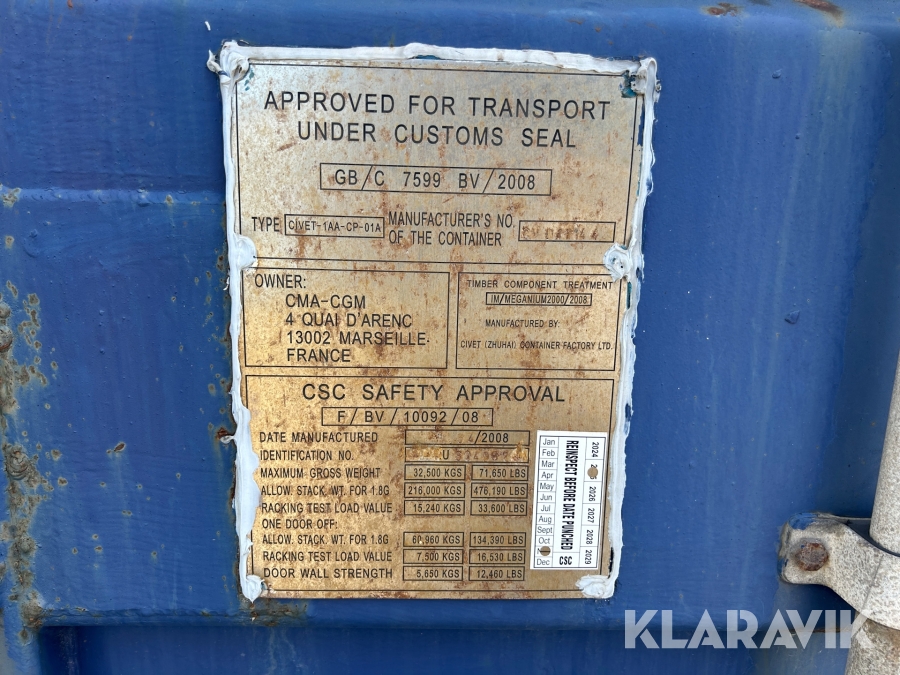 APPROVED FOR TRANSPORT
UNDER CUSTOMS SEAL
GB/C 7599 BV/2008
TYPE CIVET-1AA-CP-01A
MANUFACTURER'S NO.
OF THE CONTAINER
OWNER:
CMA-CGM
4 QUAI D'ARENC
13002 MARSEILLE.
FRANCE
TIMBER COMPONENT TREATMENT
IM/MEGANIUM2000/2008
MANUFACTURED BY:
CIVET (ZHUHAI) CONTAINER FACTORY LTD.
CSC SAFETY APPROVAL
F/BV/10092/08
DATE MANUFACTURED /2008
IDENTIFICATION NO. U
MAXIMUM GROSS WEIGHT 32,500 KGS 71,650 LBS
ALLOW. STACK. WT. FOR 1.8G 216,000 KGS 476,190 LBS
RACKING TEST LOAD VALUE 15,240 KGS 33,600 LBS
ONE DOOR OFF:
ALLOW. STACK. WT. FOR 1.8G 60,960 KGS 134,390 LBS
RACKING TEST LOAD VALUE 7,500 KGS 16,530 LBS
DOOR WALL STRENGTH 5,650 KGS 12,460 LBS
Jan
Feb
Mar
Apr
May
Jun
Jul
Aug
Sept
Oct
Dec
REINSPECT BEFORE DATE PUNCHED
CSC
2024
2026
2027
2028
2029
KLARAVIK